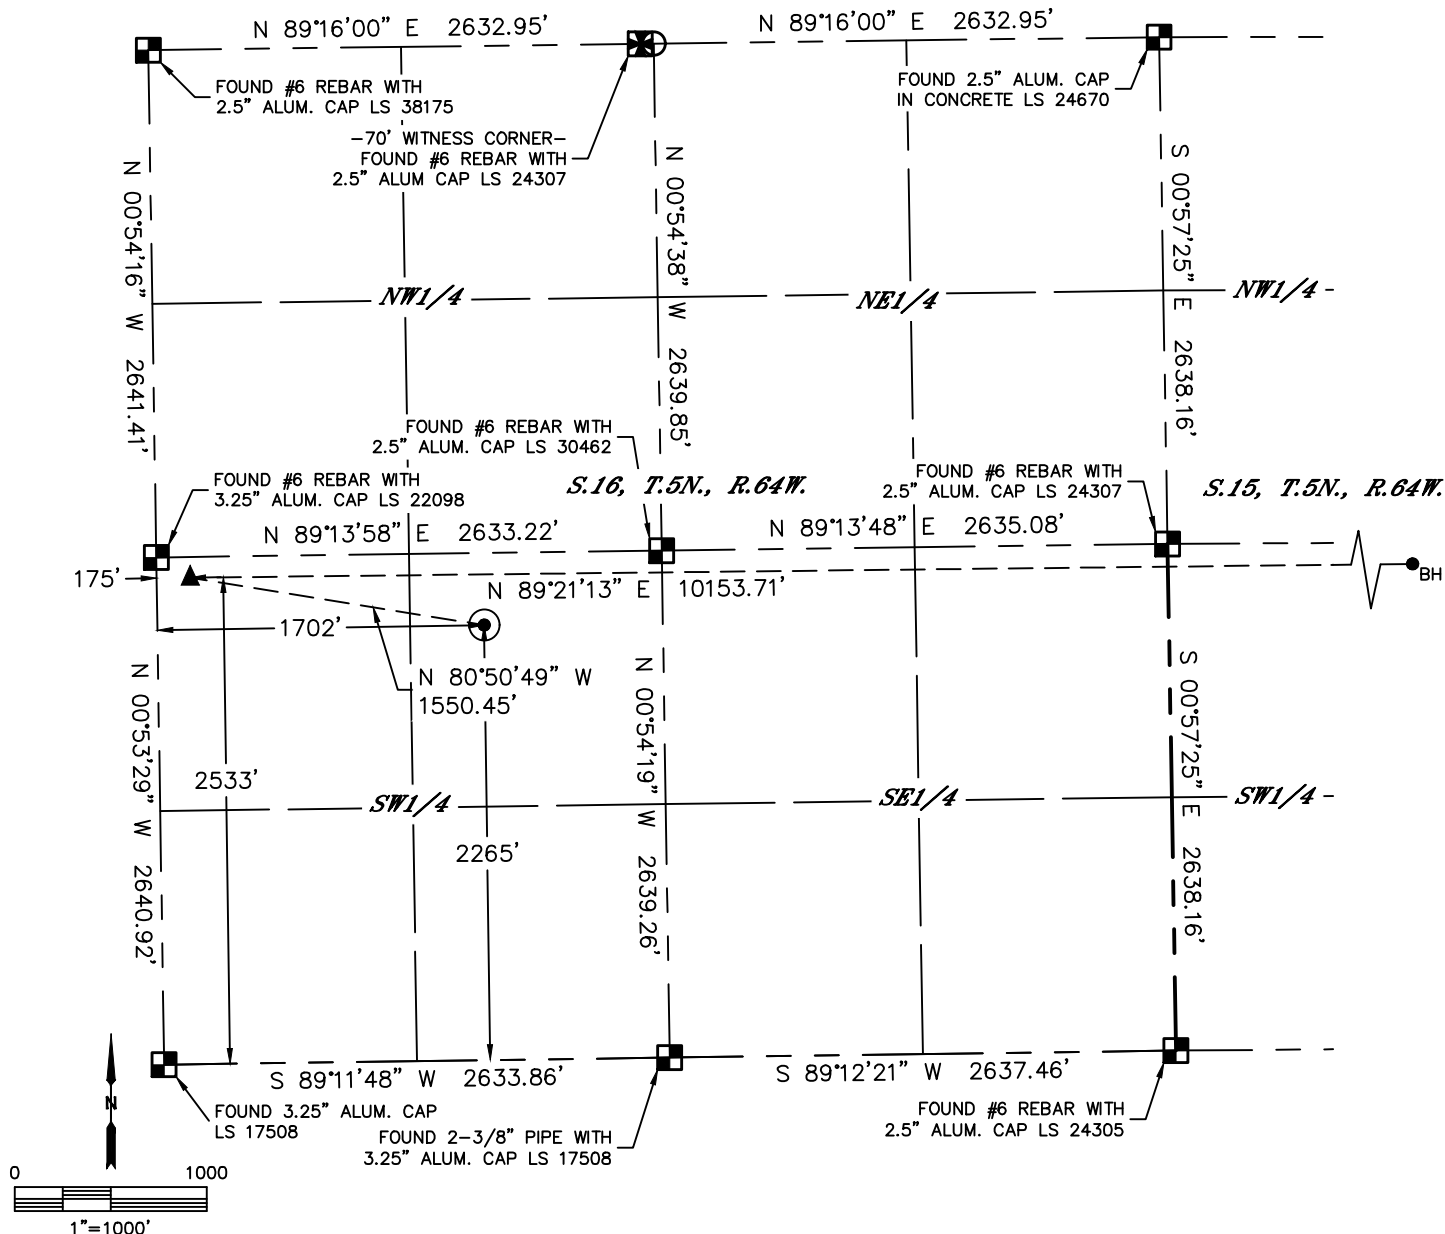 N 89°16'00" E 2632.95'
N 89°16'00" E 2632.95'
FOUND #6 REBAR WITH
2.5" ALUM. CAP LS 38175
FOUND 2.5" ALUM. CAP
IN CONCRETE LS 24670
-70' WITNESS CORNER-
FOUND #6 REBAR WITH
2.5" ALUM CAP LS 24307
N 00°54'16" W 2641.41'
N 00°54'38" W 2639.85'
S 00°57'25" E 2638.16'
NW1/4
NE1/4
NW1/4
FOUND #6 REBAR WITH
2.5" ALUM. CAP LS 30462
FOUND #6 REBAR WITH
3.25" ALUM. CAP LS 22098
FOUND #6 REBAR WITH
2.5" ALUM. CAP LS 24307
S.16, T.5N., R.64W.
S.15, T.5N., R.64W.
N 89°13'58" E 2633.22'
N 89°13'48" E 2635.08'
175'
N 89°21'13" E 10153.71'
BH
1702'
N 80°50'49" W
1550.45'
N 00°53'29" W 2640.92'
N 00°54'19" W 2639.26'
S 00°57'25" E 2638.16'
2533'
SW1/4
SE1/4
SW1/4
2265'
S 89°11'48" W 2633.86'
S 89°12'21" W 2637.46'
FOUND 3.25" ALUM. CAP
LS 17508
FOUND 2-3/8" PIPE WITH
3.25" ALUM. CAP LS 17508
FOUND #6 REBAR WITH
2.5" ALUM. CAP LS 24305
N
0 1000
1"=1000'